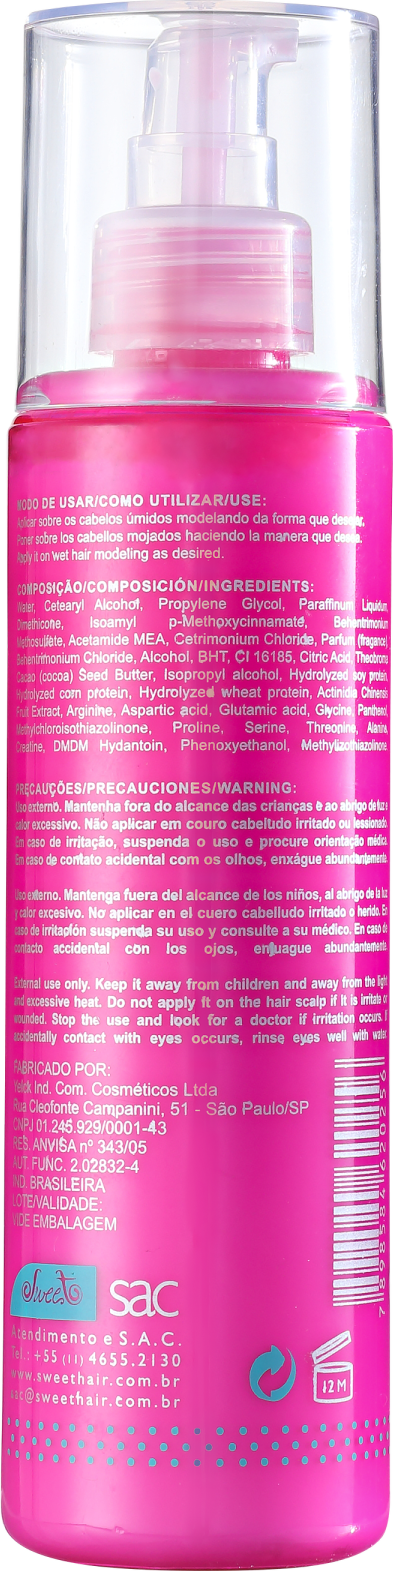 MODO DE USAR/COMO UTILIZAR/USE:
Aplicar sobre os cabelos úmidos modelando da forma que desejar.
Poner sobre los cabellos mojados haciendo la manera que desea.
Apply it on wet hair modeling as desired.
COMPOSIÇÃO/COMPOSICIÓN/INGREDIENTS:
Water, Cetearyl Alcohol, Propylene Glycol, Paraffinum Liquidum,
Dimethicone, Isoamyl p-Methoxycinnamate, Behentrimonium
Methosulfate, Acetamide MEA, Cetrimonium Chloride, Parfum (fragance)
Behentrimonium Chloride, Alcohol, BHT, CI 16185, Citric Acid, Theobroma
Cacao (cocoa) Seed Butter, Isopropyl alcohol, Hydrolyzed soy protein,
Hydrolyzed corn protein, Hydrolyzed wheat protein, Actinidia Chinensis
Fruit Extract, Arginine, Aspartic acid, Glutamic acid, Glycine, Panthenol,
Methylchloroisothiazolinone, Proline, Serine, Threonine, Alanina,
Creatine, DMDM Hydantoin, Phenoxyethanol, Methylizothiazolinone
PRECAUÇÕES/PRECAUCIONES/WARNING:
Uso externo. Mantenha fora do alcance das crianças e ao abrigo de luz e
calor excessivo. Não aplicar em couro cabeludo irritado ou lessionado.
Em caso de irritação, suspenda o uso e procure orientação médica.
Em caso de contato acidental com os olhos, enxágue abundantemente.
Uso externo. Mantenga fuera del alcance de los niños, al abrigo de la luz
y calor excesivo. No aplicar en el cuero cabelludo irritado o herido. En
caso de irritación suspenda su uso y consulte a su médico. En caso de
contacto accidental con los ojos, enjuague abundantemente.
External use only. Keep it away from children and away from the light
and excessive heat. Do not apply it on the hair scalp if it is irritate or
wounded. Stop the use and look for a doctor if irritation occurs. If
accidentally contact with eyes occurs, rinse eyes well with water.
FABRICADO POR:
Yelck Ind. Com. Cosméticos Ltda
Rua Cleofonte Campanini, 51 - São Paulo/SP
CNPJ 01.245.929/0001-43
RES. ANVISA nº 343/05
AUT. FUNC. 2.02832-4
IND. BRASILEIRA
LOTE/VALIDADE:
VIDE EMBALAGEM
7 898584 620256
Sweet sac
Atendimento e S.A.C.
Tel.: +55 (11) 4655.2130
www.sweethair.com.br
sac@sweethair.com.br
12M